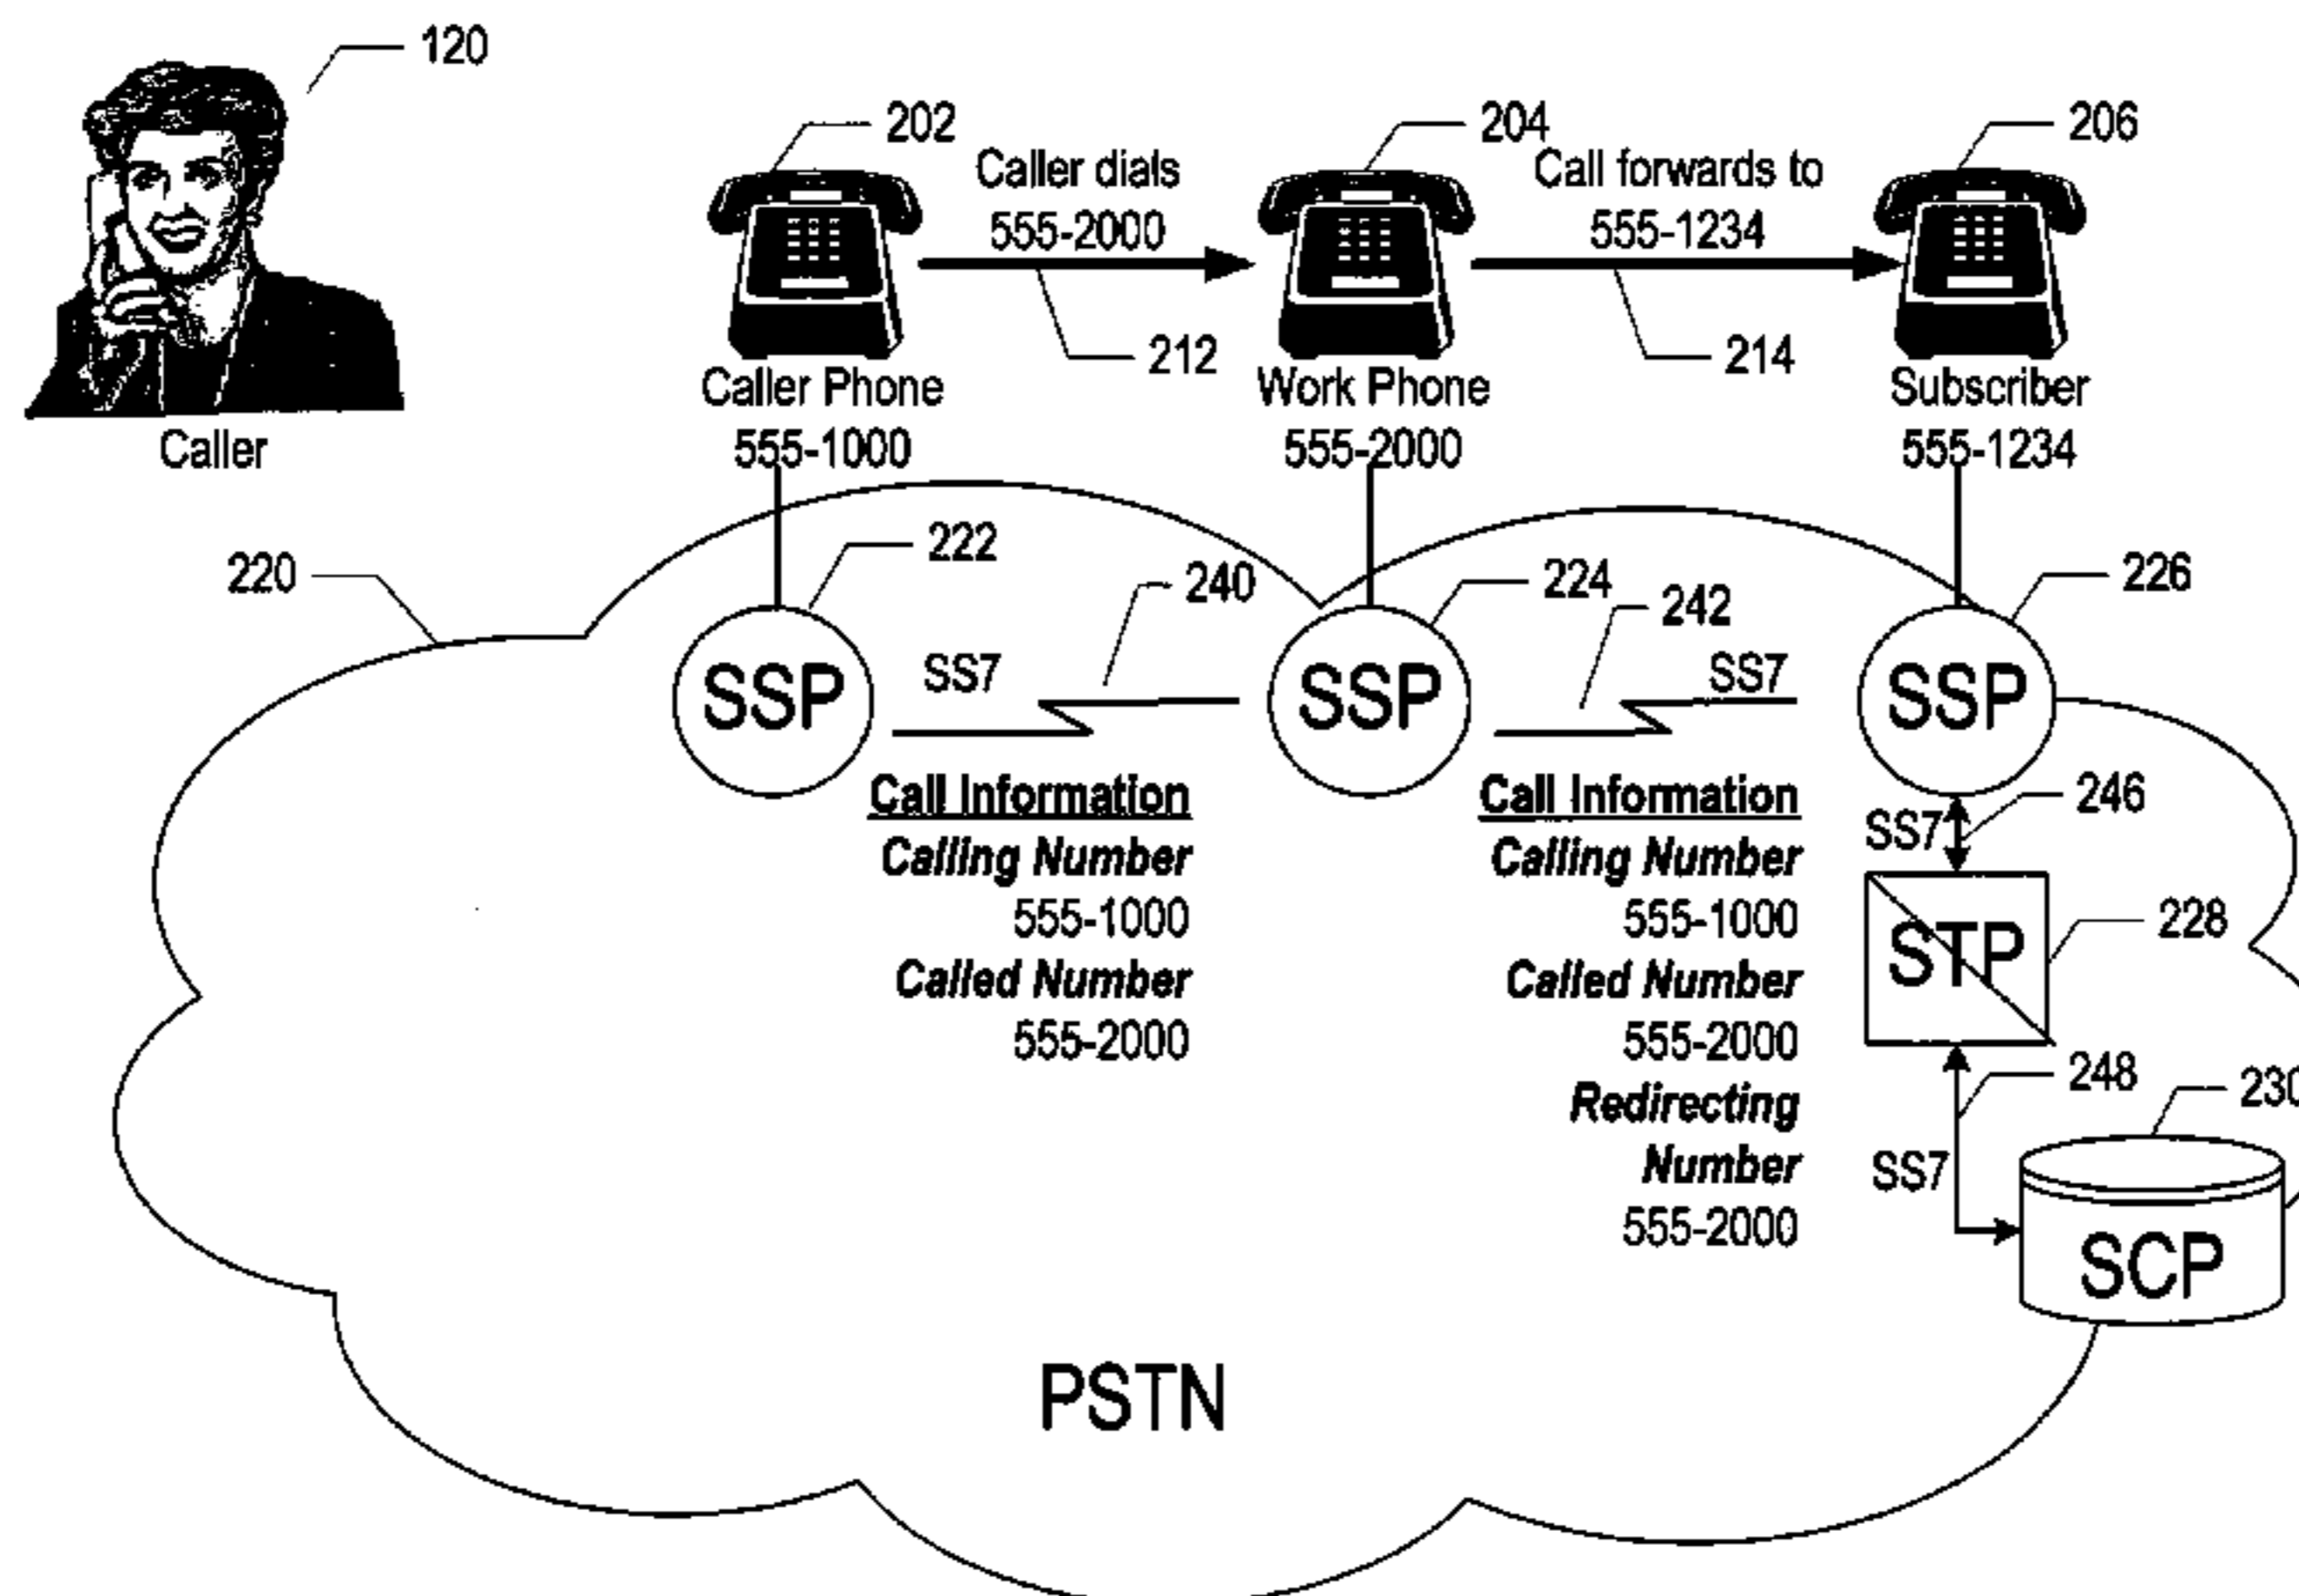 120
202
204
206
Caller dials
555-2000
Call forwards to
555-1234
212
214
Caller
Caller Phone
555-1000
Work Phone
555-2000
Subscriber
555-1234
220
222
240
224
242
226
SSP
SS7
SSP
SS7
SSP
Call Information
Calling Number
555-1000
Called Number
555-2000
Call Information
Calling Number
555-1000
Called Number
555-2000
Redirecting
Number
555-2000
SS7
246
STP
228
248
230
SS7
SCP
PSTN